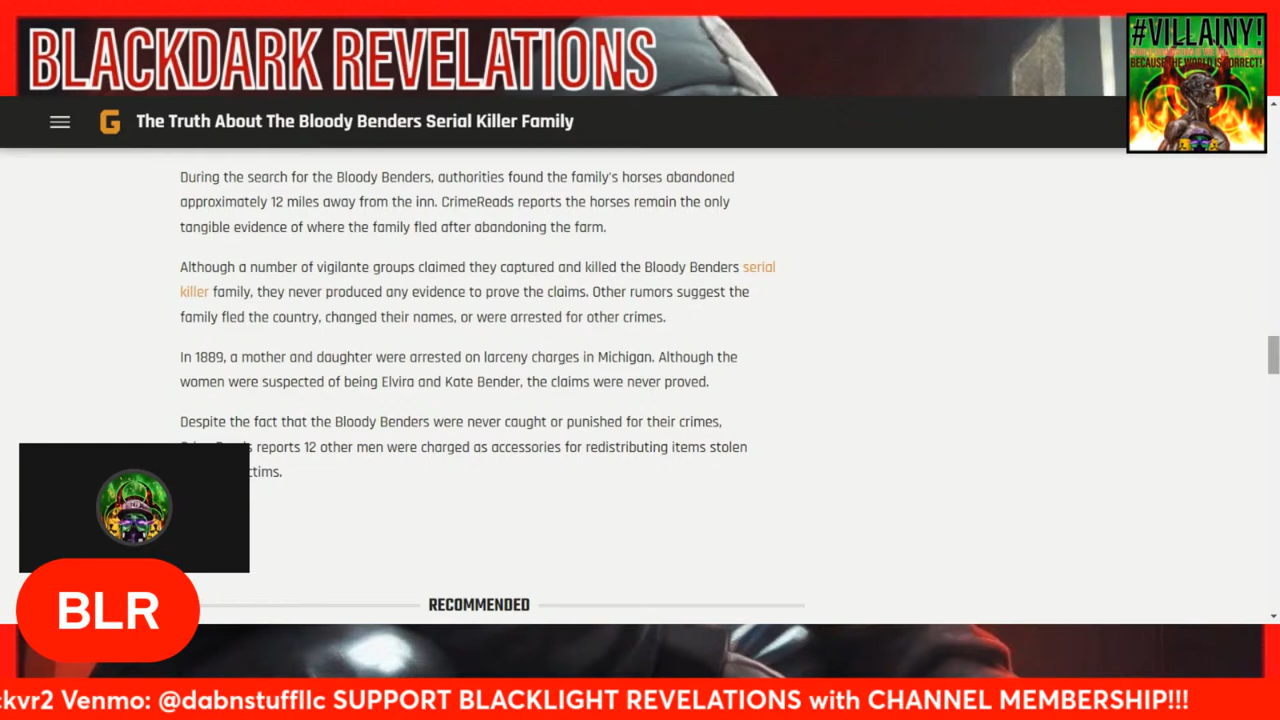 BLACKDARK REVELATIONS
#VILLAINY!
BECAUSE THE WORLD IS CORRECT!
G The Truth About The Bloody Benders Serial Killer Family
During the search for the Bloody Benders, authorities found the family's horses abandoned
approximately 12 miles away from the inn. CrimeReads reports the horses remain the only
tangible evidence of where the family fled after abandoning the farm.
Although a number of vigilante groups claimed they captured and killed the Bloody Benders serial
killer family, they never produced any evidence to prove the claims. Other rumors suggest the
family fled the country, changed their names, or were arrested for other crimes.
In 1889, a mother and daughter were arrested on larceny charges in Michigan. Although the
women were suspected of being Elvira and Kate Bender, the claims were never proved.
Despite the fact that the Bloody Benders were never caught or punished for their crimes,
reports 12 other men were charged as accessories for redistributing items stolen
ctims.
BLR
RECOMMENDED
ckvr2 Venmo: @dabnstuffllc SUPPORT BLACKLIGHT REVELATIONS with CHANNEL MEMBERSHIP!!!